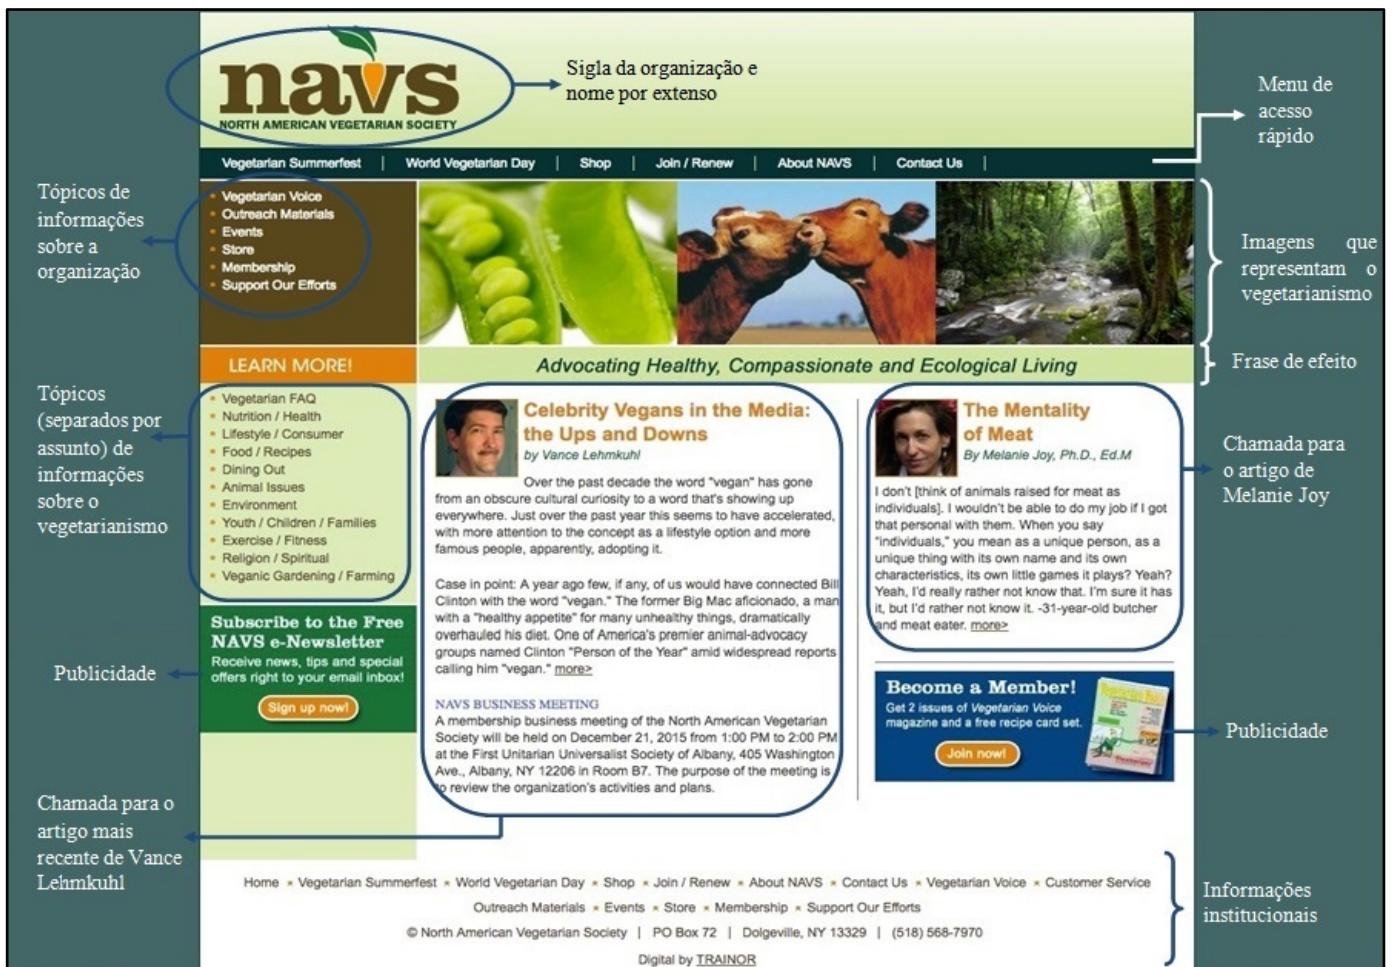 navs
NORTH AMERICAN VEGETARIAN SOCIETY
Sigla da organização e
nome por extenso
Menu de
acesso
rápido
Vegetarian Summerfest | World Vegetarian Day | Shop | Join / Renew | About NAVS | Contact Us |
Tópicos de
informações
sobre a
organização
Vegetarian Voice
Outreach Materials
Events
Store
Membership
Support Our Efforts
Imagens que
representam o
vegetarianismo
LEARN MORE!
Advocating Healthy, Compassionate and Ecological Living
Frase de efeito
Tópicos
(separados por
assunto) de
informações
sobre o
vegetarianismo
Vegetarian FAQ
Nutrition / Health
Lifestyle / Consumer
Food / Recipes
Dining Out
Animal Issues
Environment
Youth / Children / Families
Exercise / Fitness
Religion / Spiritual
Veganic Gardening / Farming
Celebrity Vegans in the Media:
the Ups and Downs
by Vance Lehmkuhl
Over the past decade the word "vegan" has gone
from an obscure cultural curiosity to a word that's showing up
everywhere. Just over the past year this seems to have accelerated,
with more attention to the concept as a lifestyle option and more
famous people, apparently, adopting it.
Case in point: A year ago few, if any, of us would have connected Bill
Clinton with the word "vegan." The former Big Mac aficionado, a man
with a "healthy appetite" for many unhealthy things, dramatically
overhauled his diet. One of America's premier animal-advocacy
groups named Clinton "Person of the Year" amid widespread reports
calling him "vegan." more>
NAVS BUSINESS MEETING
A membership business meeting of the North American Vegetarian
Society will be held on December 21, 2015 from 1:00 PM to 2:00 PM
at the First Unitarian Universalist Society of Albany, 405 Washington
Ave., Albany, NY 12206 in Room B7. The purpose of the meeting is
to review the organization's activities and plans.
The Mentality
of Meat
By Melanie Joy, Ph.D., Ed.M
I don't [think of animals raised for meat as
individuals]. I wouldn't be able to do my job if I got
that personal with them. When you say
"individuals," you mean as a unique person, as a
unique thing with its own name and its own
characteristics, its own little games it plays? Yeah?
Yeah, I'd really rather not know that. I'm sure it has
it, but I'd rather not know it. -31-year-old butcher
and meat eater. more>
Chamada para
o artigo de
Melanie Joy
Publicidade
Subscribe to the Free
NAVS e-Newsletter
Receive news, tips and special
offers right to your email inbox!
Sign up now!
Become a Member!
Get 2 issues of Vegetarian Voice
magazine and a free recipe card set.
Join now!
Publicidade
Chamada para o
artigo mais
recente de Vance
Lehmkuhl
Home Vegetarian Summerfest World Vegetarian Day Shop Join / Renew About NAVS Contact Us Vegetarian Voice Customer Service
Outreach Materials Events Store Membership Support Our Efforts
© North American Vegetarian Society | PO Box 72 | Dolgeville, NY 13329 | (518) 568-7970
Digital by TRAINOR
Informações
institucionais